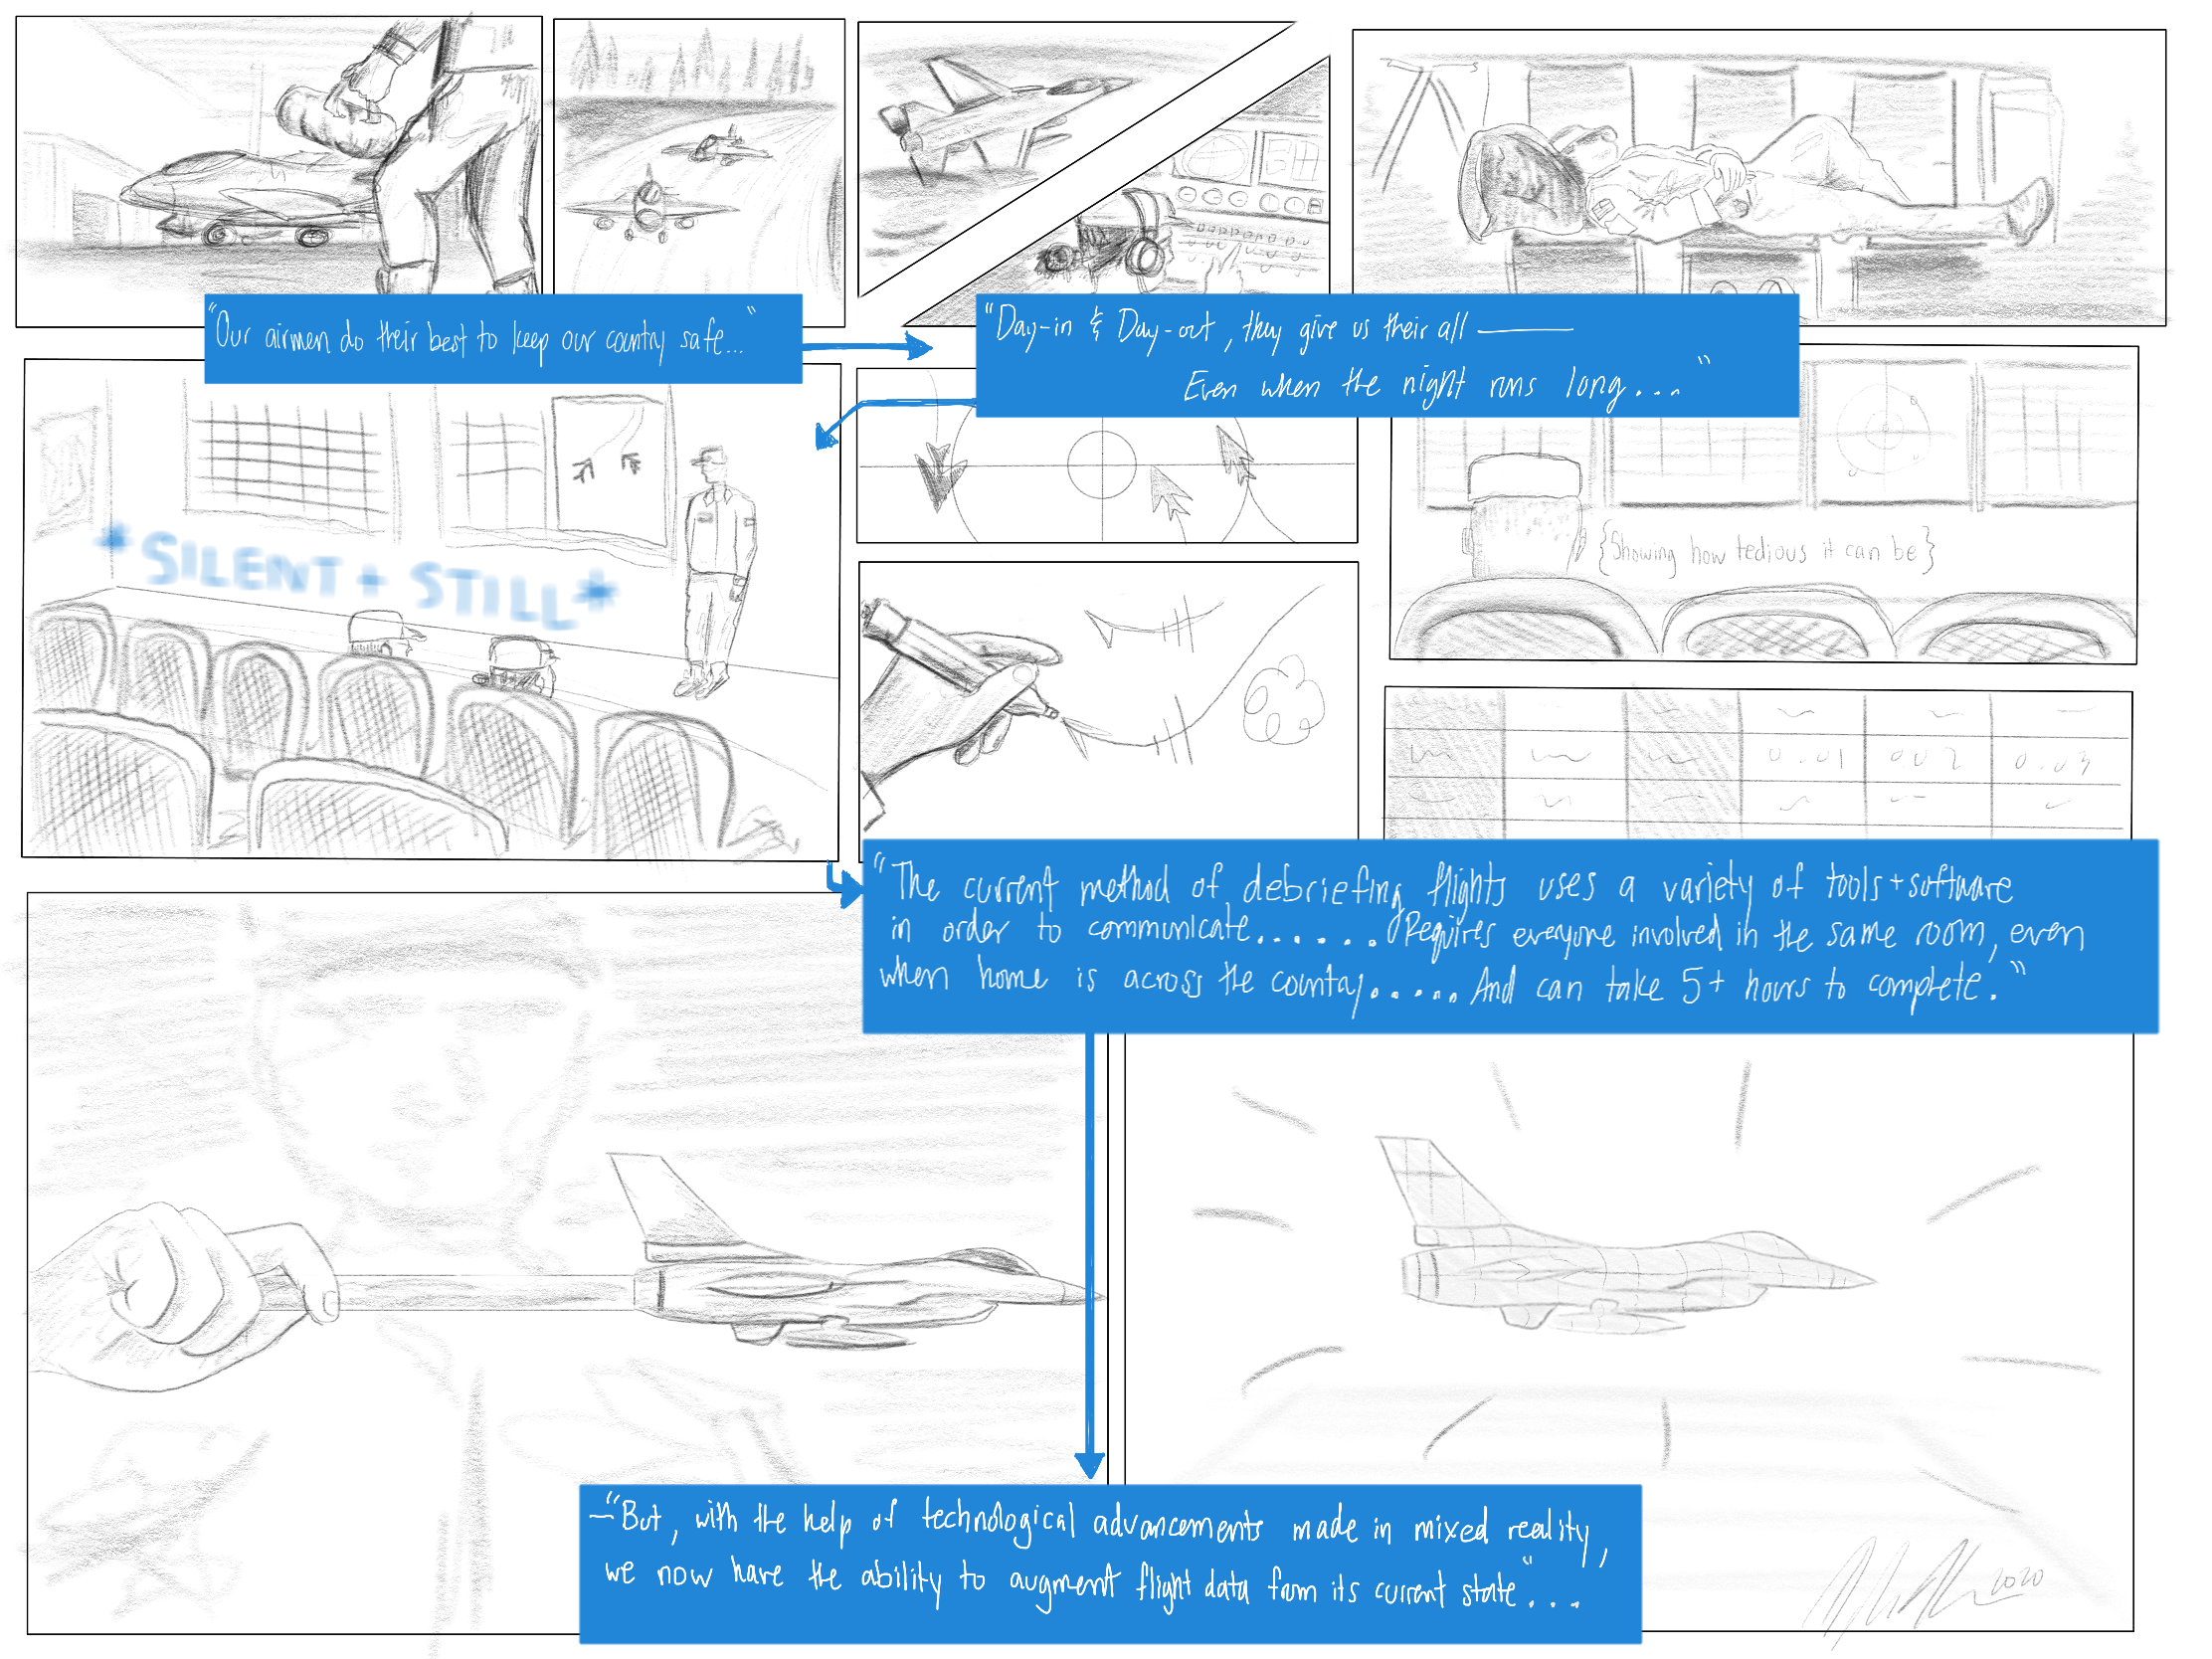 "Our airmen do their best to keep our country safe..."
"Day-in & Day-out, they give us their all —
Even when the night runs long...."
*SILENT + STILL*
{Showing how tedious it can be}
0.01 002 0.03
"The current method of debriefing flights uses a variety of tools + software
in order to communicate....... Requires everyone involved in the same room, even
when home is across the country...... And can take 5+ hours to complete."
—"But, with the help of technological advancements made in mixed reality,
we now have the ability to augment flight data from its current state"...
2020